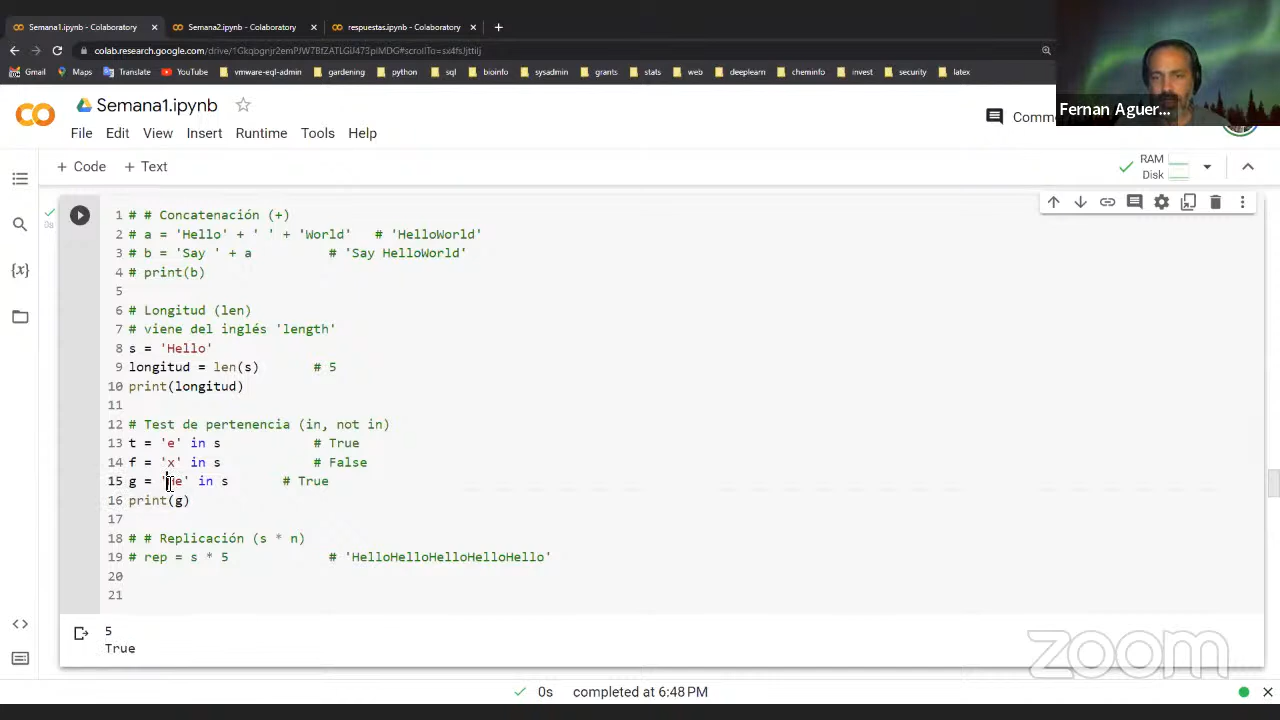 Semana1.ipynb - Colaboratory
Semana2.ipynb - Colaboratory
respuestas.ipynb - Colaboratory
Gmail
Maps
Translate
YouTube
vmware-eql-admin
gardening
python
sql
bioinfo
sysadmin
grants
stats
web
deeplearn
cheminfo
invest
security
latex
Fernan Aguer...
Semana1.ipynb
File Edit View Insert Runtime Tools Help
Comm
+ Code + Text
RAM
Disk
0s
1 # # Concatenación (+)
2 # a = 'Hello' + ' ' + 'World' # 'HelloWorld'
3 # b = 'Say ' + a # 'Say HelloWorld'
4 # print(b)
5
6 # Longitud (len)
7 # viene del inglés 'length'
8 s = 'Hello'
9 longitud = len(s) # 5
10 print(longitud)
11
12 # Test de pertenencia (in, not in)
13 t = 'e' in s # True
14 f = 'x' in s # False
15 g = 'He' in s # True
16 print(g)
17
18 # # Replicación (s * n)
19 # rep = s * 5 # 'HelloHelloHelloHelloHello'
20
21
5
True
zoom
0s completed at 6:48 PM